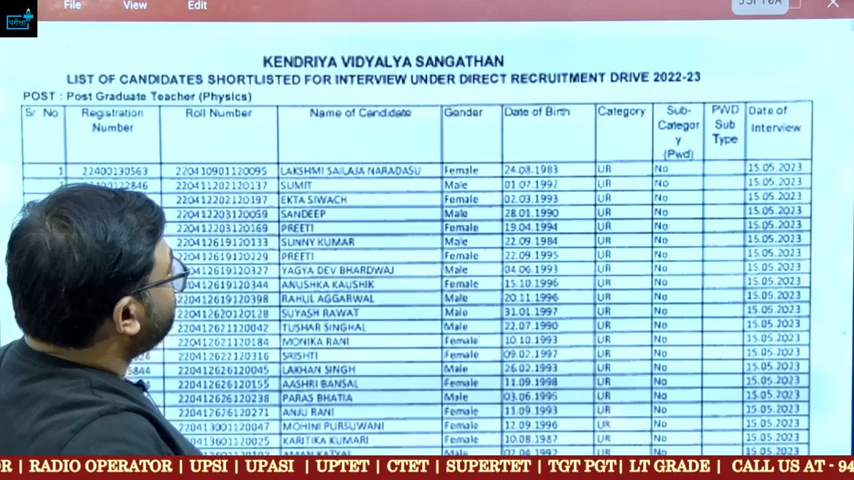 परीक्षा
File View Edit
KENDRIYA VIDYALYA SANGATHAN
LIST OF CANDIDATES SHORTLISTED FOR INTERVIEW UNDER DIRECT RECRUITMENT DRIVE 2022-23
POST : Post Graduate Teacher (Physics)
Sr No Registration Number Roll Number Name of Candidate Gender Date of Birth Category Sub-Category (Pwd) PWD Sub Type Date of Interview
1 22400130563 220410901120095 LAKSHMI SAILAJA NARADASU Female 24.08.1983 UR No 15.05.2023
220411202120137 SUMIT Male 01.07.1992 UR No 15.05.2023
220411202120197 EKTA SIWACH Female 02.03.1993 UR No 15.05.2023
220412203120059 SANDEEP Male 28.01.1990 UR No 15.05.2023
220412203120169 PREETI Female 19.04.1994 UR No 15.05.2023
220412619120133 SUNNY KUMAR Male 22.09.1984 UR No 15.05.2023
220412619120229 PREETI Female 22.09.1995 UR No 15.05.2023
220412619120327 YAGYA DEV BHARDWAJ Male 04.06.1993 UR No 15.05.2023
220412619120344 ANUSHKA KAUSHIK Female 15.10.1996 UR No 15.05.2023
220412619120398 RAHUL AGGARWAL Male 20.11.1996 UR No 15.05.2023
220412620120128 SUYASH RAWAT Male 31.01.1997 UR No 15.05.2023
220412621120042 TUSHAR SINGHAL Male 22.07.1990 UR No 15.05.2023
220412621120184 MONIKA RANI Female 10.10.1993 UR No 15.05.2023
220412622120316 SRISHTI Female 09.02.1997 UR No 15.05.2023
220412626120045 LAKHAN SINGH Male 26.02.1993 UR No 15.05.2023
220412626120155 AASHRI BANSAL Female 11.09.1998 UR No 15.05.2023
220412626120238 PARAS BHATIA Male 03.06.1995 UR No 15.05.2023
220412626120271 ANJU RANI Female 11.09.1993 UR No 15.05.2023
220413001120047 MOHINI PURSUWANI Female 12.09.1996 UR No 15.05.2023
220413601120025 KARITIKA KUMARI Female 10.08.1987 UR No 15.05.2023
OR | RADIO OPERATOR | UPSI | UPASI | UPTET | CTET | SUPERTET | TGT PGT | LT GRADE | CALL US AT - 94